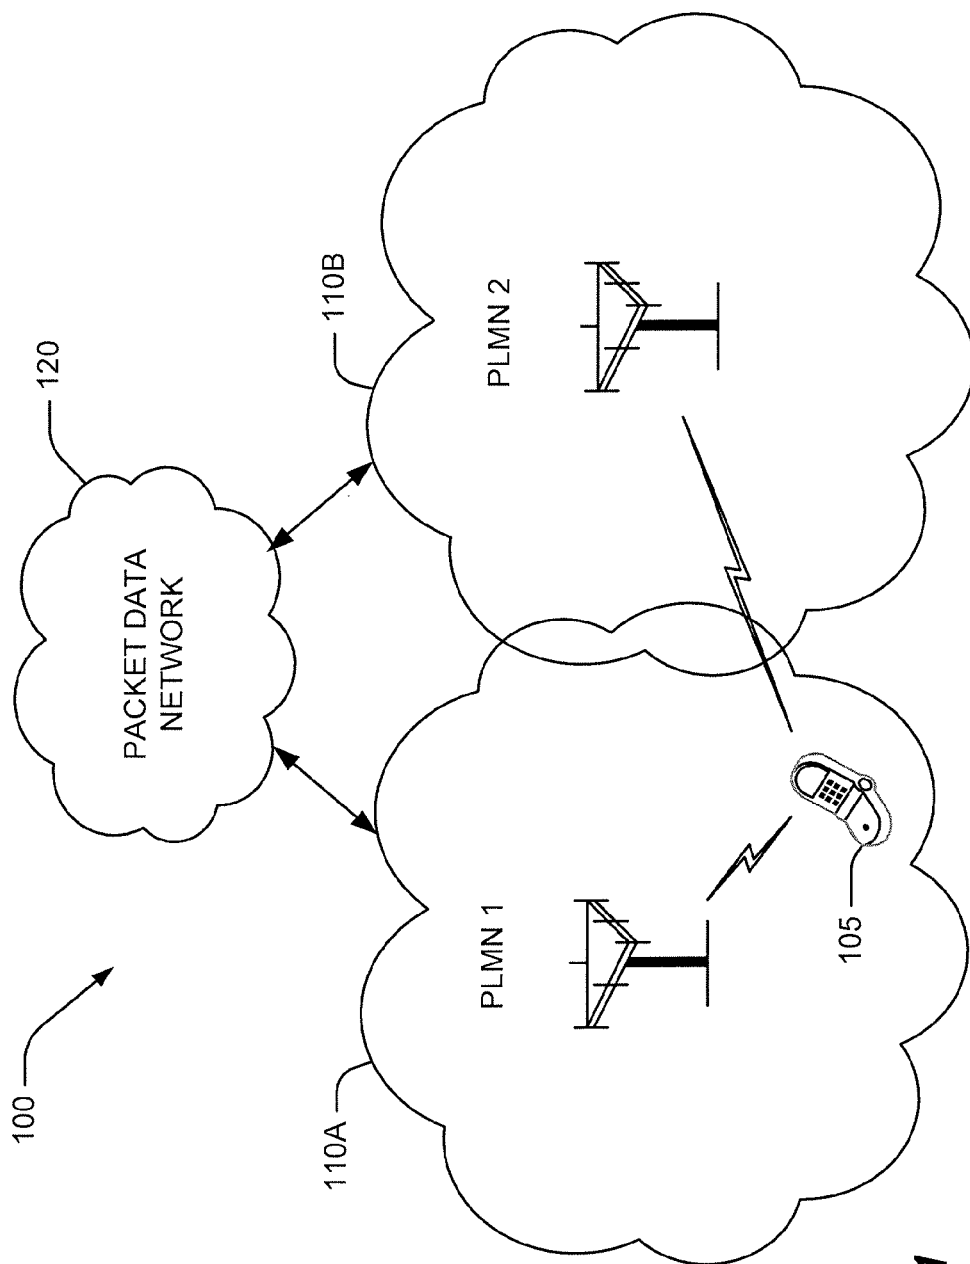 100
120
PACKET DATA
NETWORK
110A
110B
PLMN 1
PLMN 2
105